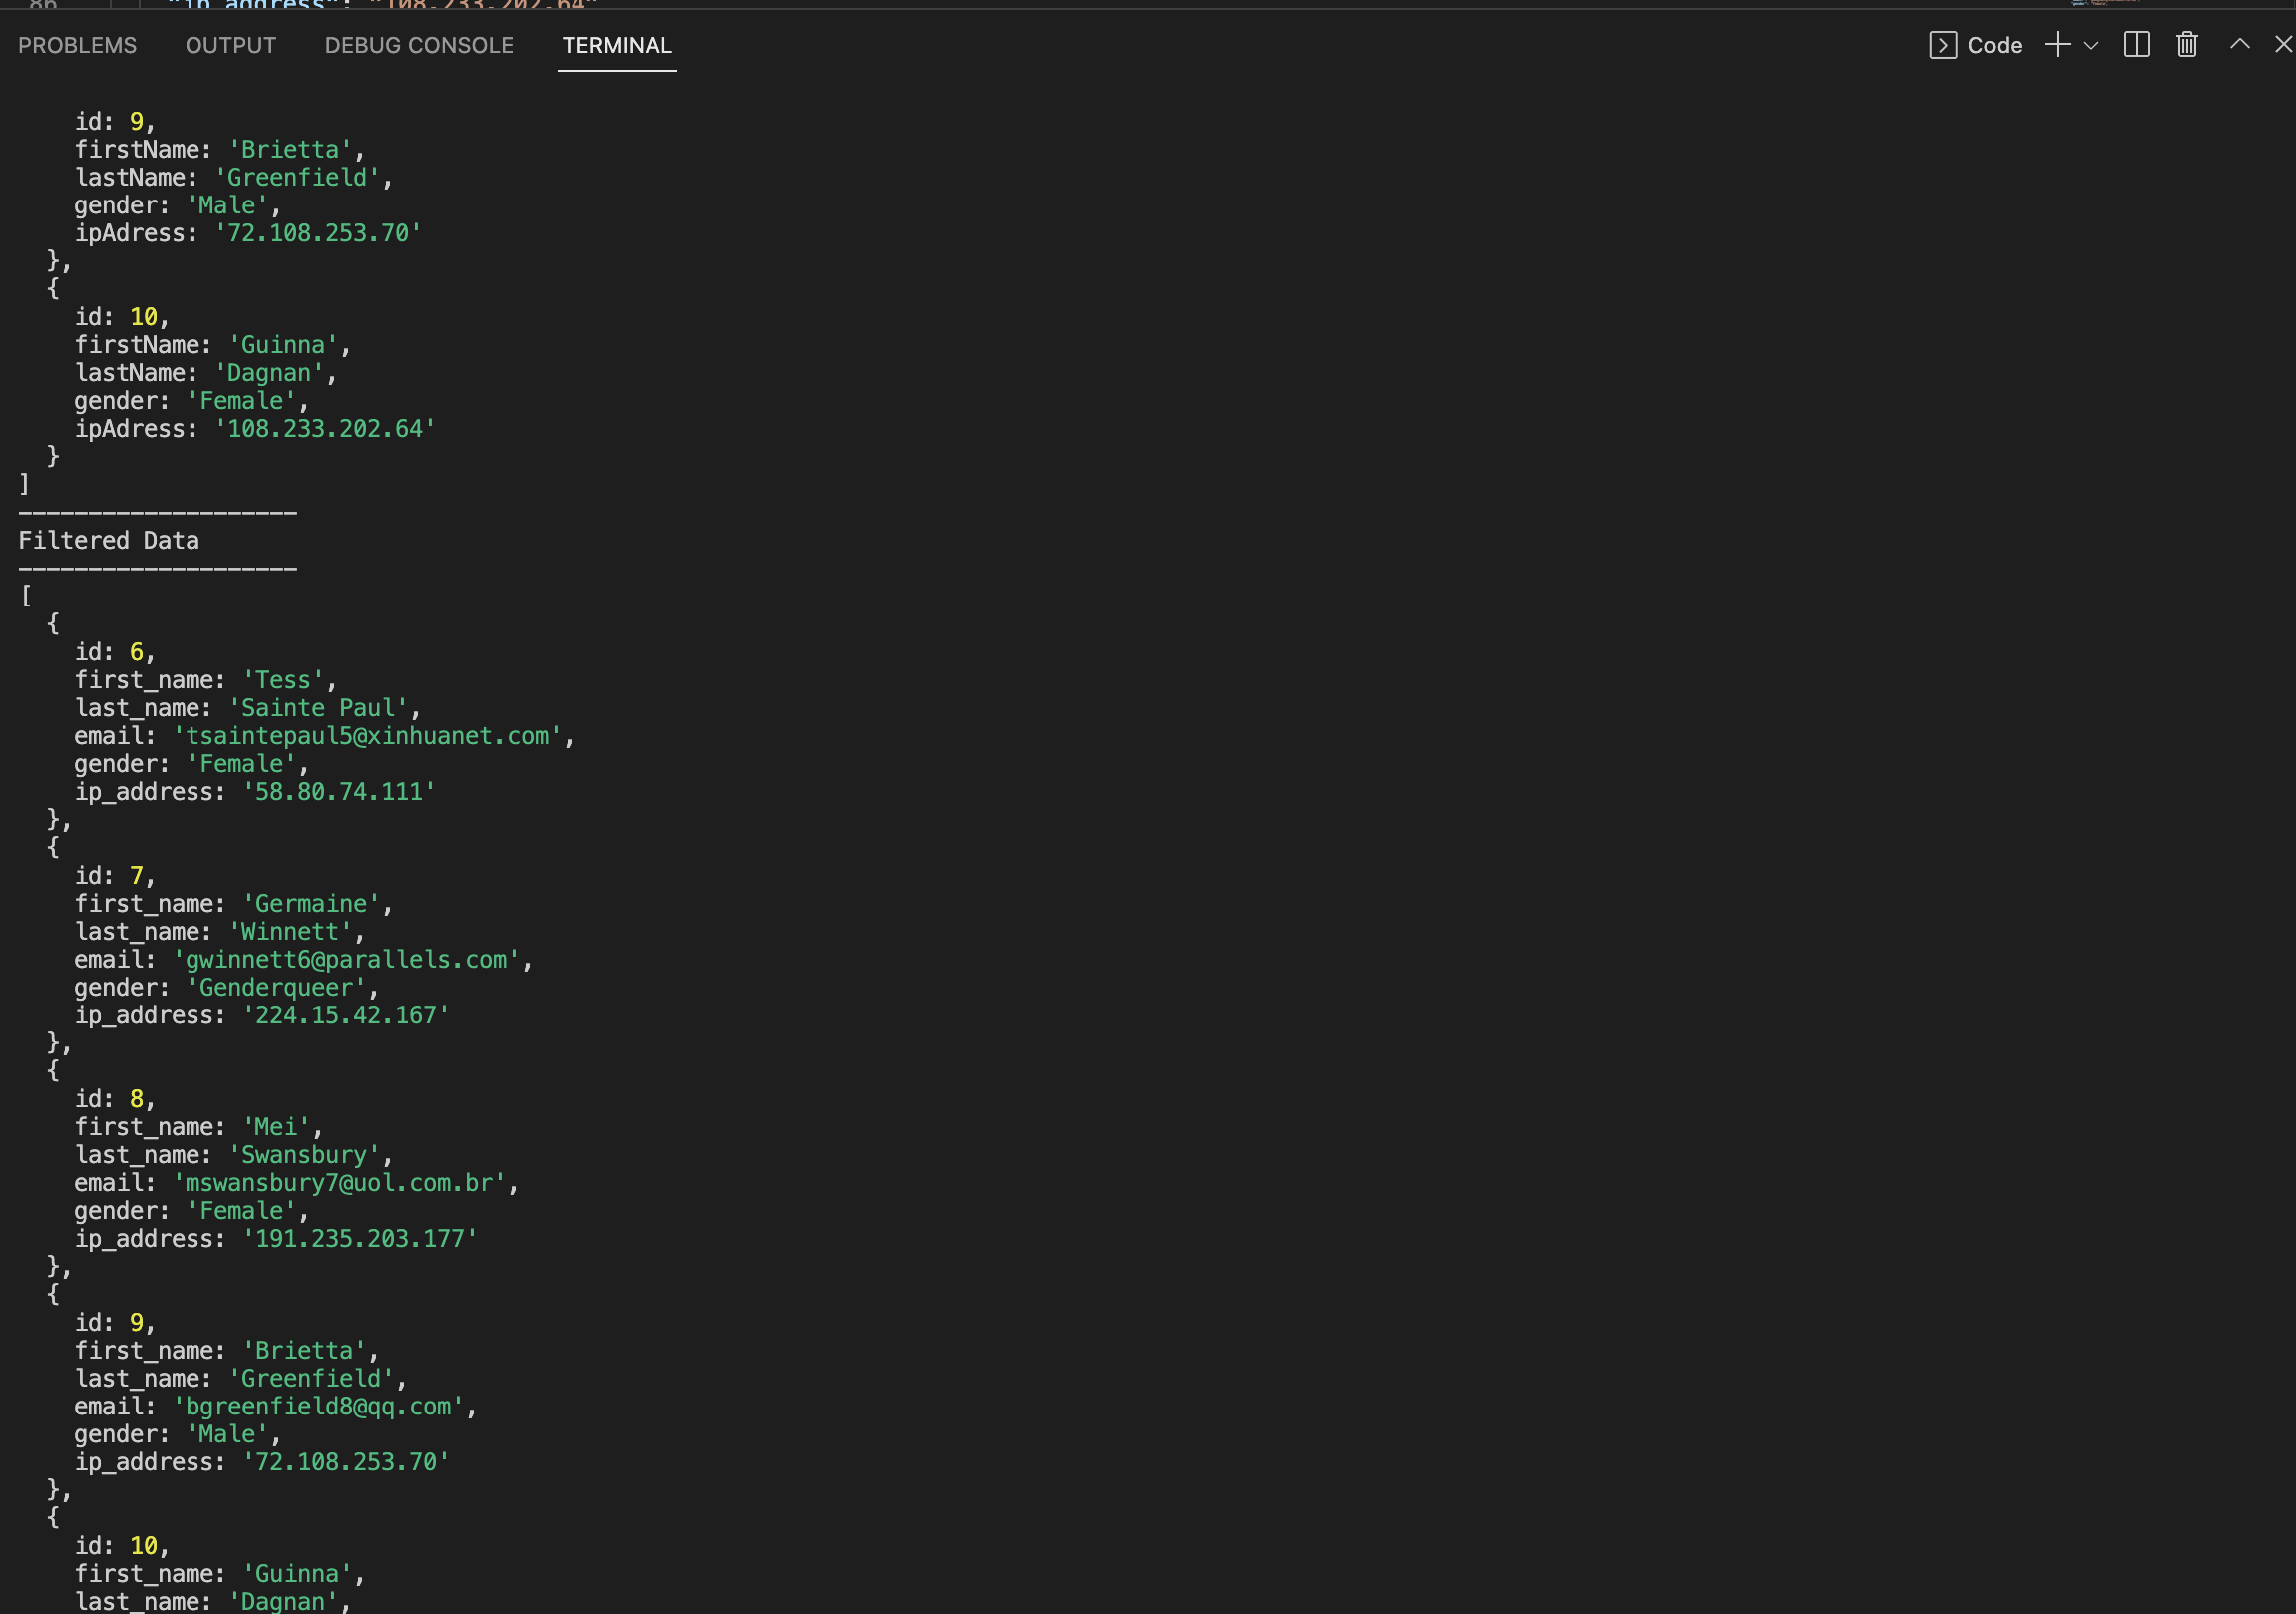 86 "ip_address": "108.233.202.64"
PROBLEMS OUTPUT DEBUG CONSOLE TERMINAL Code
id: 9,
firstName: 'Brietta',
lastName: 'Greenfield',
gender: 'Male',
ipAdress: '72.108.253.70'
},
{
id: 10,
firstName: 'Guinna',
lastName: 'Dagnan',
gender: 'Female',
ipAdress: '108.233.202.64'
}
]
--------------------
Filtered Data
--------------------
[
{
id: 6,
first_name: 'Tess',
last_name: 'Sainte Paul',
email: 'tsaintepaul5@xinhuanet.com',
gender: 'Female',
ip_address: '58.80.74.111'
},
{
id: 7,
first_name: 'Germaine',
last_name: 'Winnett',
email: 'gwinnett6@parallels.com',
gender: 'Genderqueer',
ip_address: '224.15.42.167'
},
{
id: 8,
first_name: 'Mei',
last_name: 'Swansbury',
email: 'mswansbury7@uol.com.br',
gender: 'Female',
ip_address: '191.235.203.177'
},
{
id: 9,
first_name: 'Brietta',
last_name: 'Greenfield',
email: 'bgreenfield8@qq.com',
gender: 'Male',
ip_address: '72.108.253.70'
},
{
id: 10,
first_name: 'Guinna',
last_name: 'Dagnan',